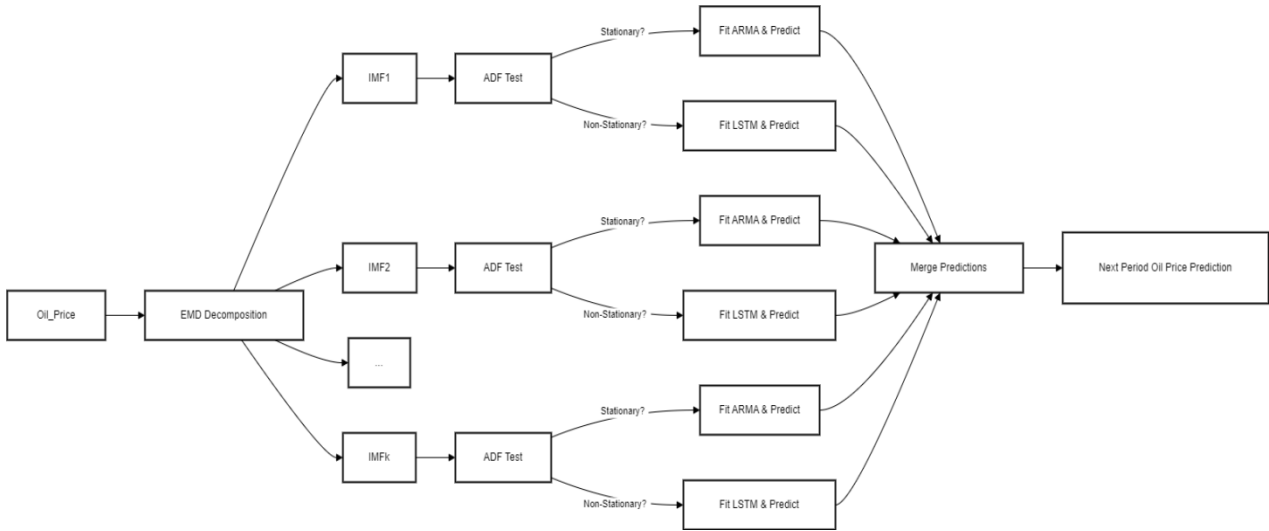 Oil_Price
EMD Decomposition
IMF1
ADF Test
Stationary?
Fit ARMA & Predict
Non-Stationary?
Fit LSTM & Predict
IMF2
ADF Test
Stationary?
Fit ARMA & Predict
Non-Stationary?
Fit LSTM & Predict
...
IMFk
ADF Test
Stationary?
Fit ARMA & Predict
Non-Stationary?
Fit LSTM & Predict
Merge Predictions
Next Period Oil Price Prediction